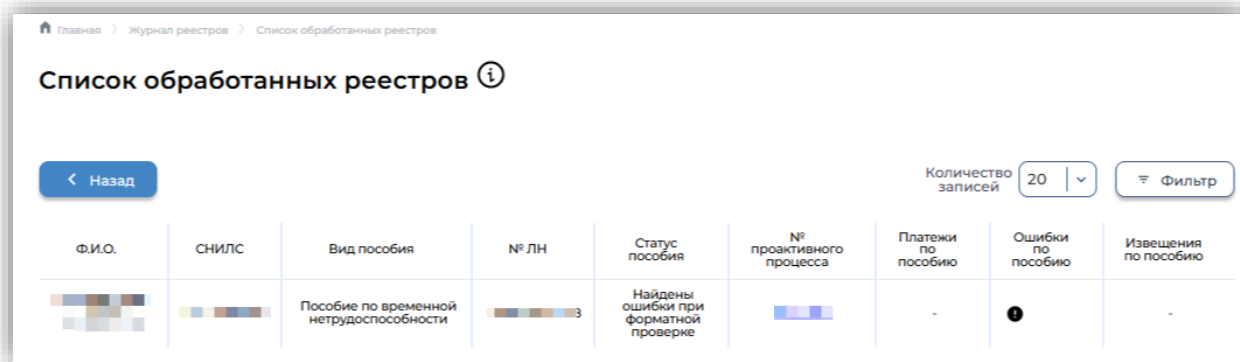 Главная > Журнал реестров > Список обработанных реестров
Список обработанных реестров
Назад
Количество записей 20
Фильтр
Ф.И.О. СНИЛС Вид пособия № ЛН Статус пособия № проактивного процесса Платежи по пособию Ошибки по пособию Извещения по пособию
Пособие по временной нетрудоспособности 3 Найдены ошибки при форматной проверке - -